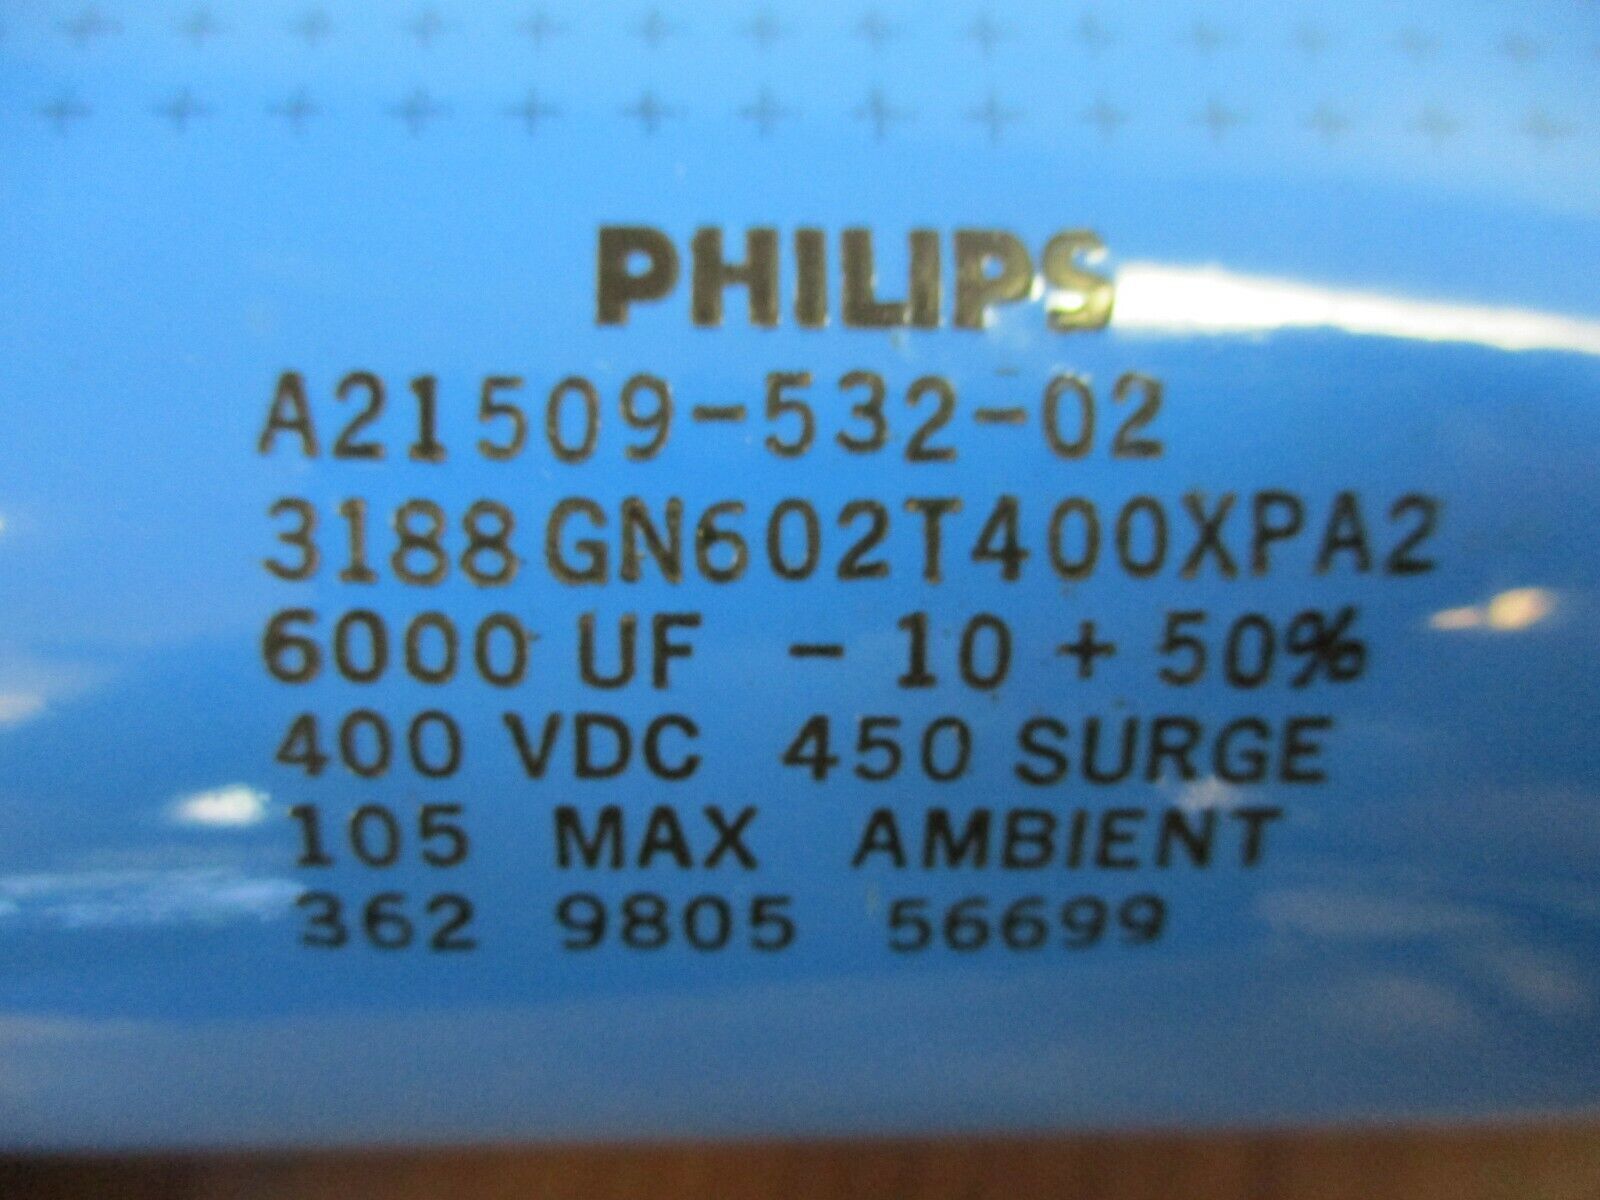 PHILIPS
A21509-532-02
3188GN602T400XPA2
6000 UF - 10 + 50%
400 VDC 450 SURGE
105 MAX AMBIENT
362 9805 56699